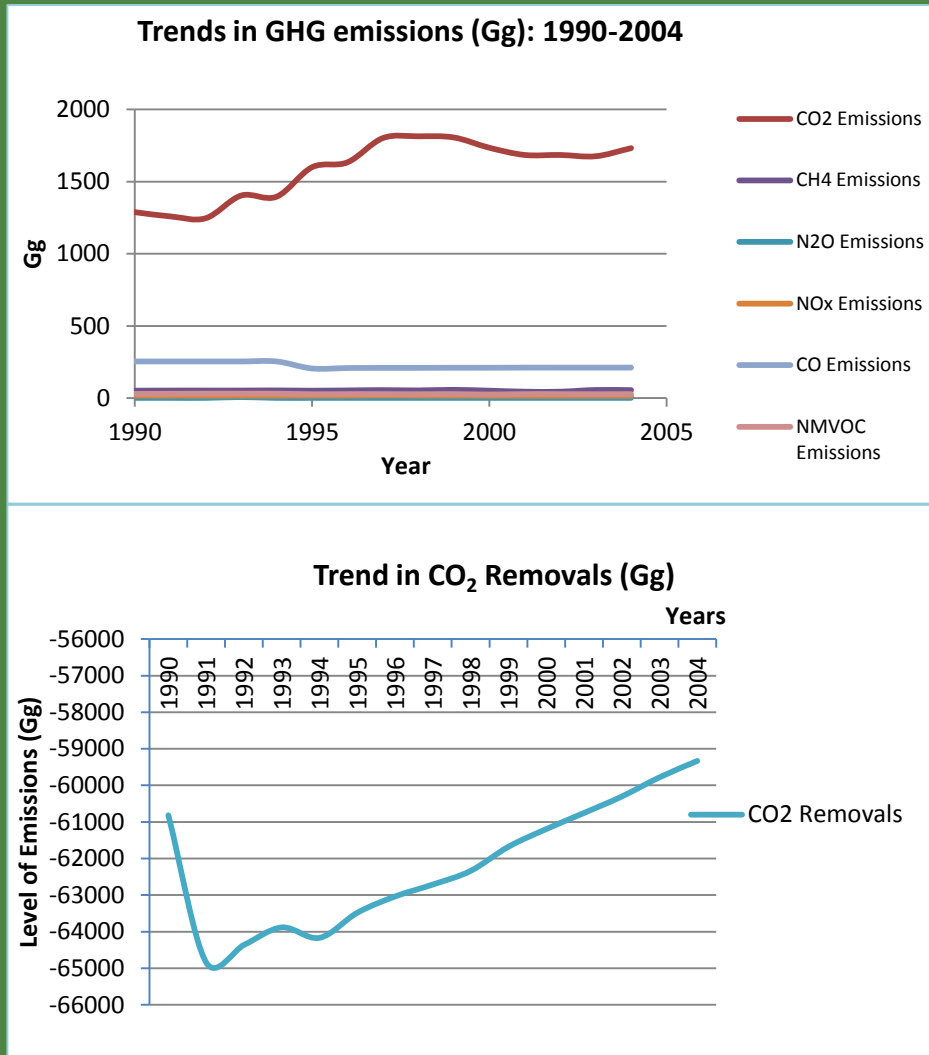 Trends in GHG emissions (Gg): 1990-2004
2000
1500
1000
500
0
Gg
1990
1995
2000
2005
Year
CO2 Emissions
CH4 Emissions
N2O Emissions
NOx Emissions
CO Emissions
NMVOC
Emissions
Trend in CO₂ Removals (Gg)
Years
-56000
-57000
-58000
-59000
-60000
-61000
-62000
-63000
-64000
-65000
-66000
Level of Emissions (Gg)
1990
1991
1992
1993
1994
1995
1996
1997
1998
1999
2000
2001
2002
2003
2004
CO2 Removals